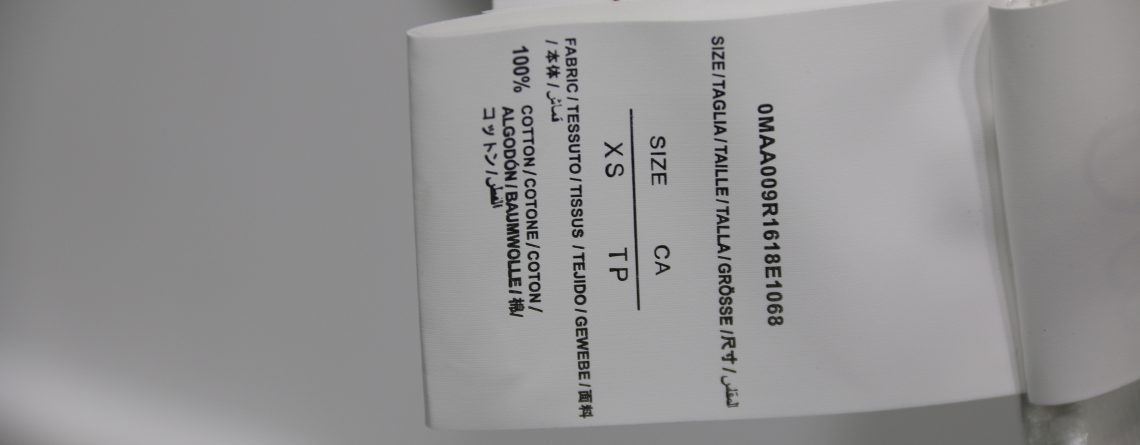 0MAA009R1618E1068
SIZE / TAGLIA / TAILLE / TALLA / GRÖSSE / 尺寸 / المقاس
SIZE CA
XS TP
FABRIC / TESSUTO / TISSUS / TEJIDO / GEWEBE / 面料
/ 本体 / قماش
100% COTTON / COTONE / COTON /
ALGODÓN / BAUMWOLLE / 棉/
コットン / القطن